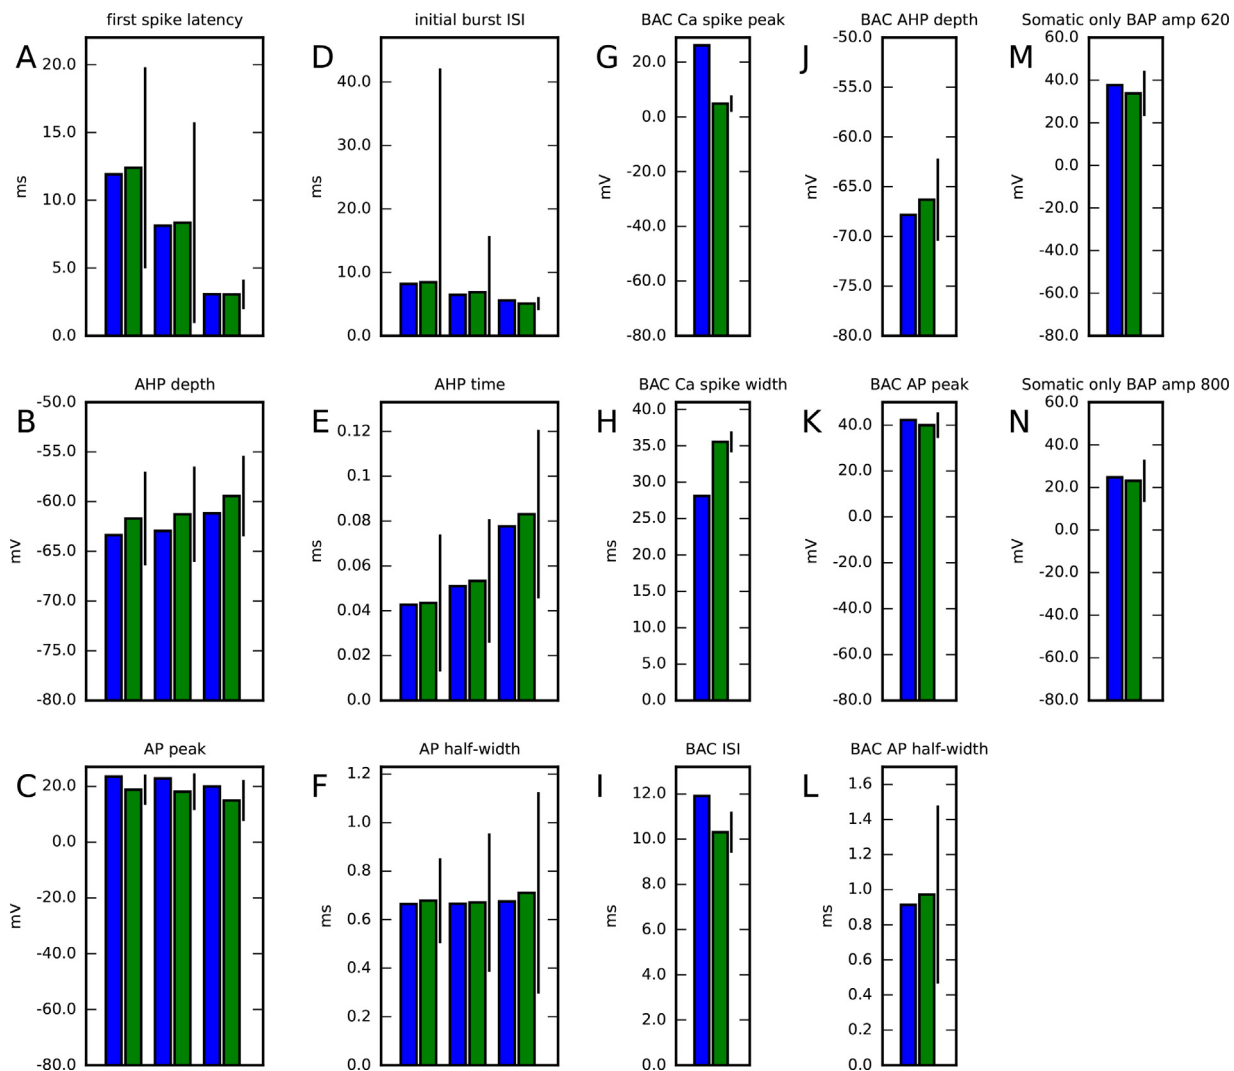 first spike latency
A
20.0
15.0
10.0
5.0
0.0
ms
initial burst ISI
D
40.0
30.0
20.0
10.0
0.0
ms
BAC Ca spike peak
G
20.0
0.0
-20.0
-40.0
-60.0
-80.0
mV
BAC AHP depth
J
-50.0
-55.0
-60.0
-65.0
-70.0
-75.0
-80.0
mV
Somatic only BAP amp 620
M
60.0
40.0
20.0
0.0
-20.0
-40.0
-60.0
-80.0
mV
AHP depth
B
-50.0
-55.0
-60.0
-65.0
-70.0
-75.0
-80.0
mV
AHP time
E
0.12
0.1
0.08
0.06
0.04
0.02
0.0
ms
BAC Ca spike width
H
40.0
35.0
30.0
25.0
20.0
15.0
10.0
5.0
0.0
ms
BAC AP peak
K
40.0
20.0
0.0
-20.0
-40.0
-60.0
-80.0
mV
Somatic only BAP amp 800
N
60.0
40.0
20.0
0.0
-20.0
-40.0
-60.0
-80.0
mV
AP peak
C
20.0
0.0
-20.0
-40.0
-60.0
-80.0
mV
AP half-width
F
1.2
1.0
0.8
0.6
0.4
0.2
0.0
ms
BAC ISI
I
12.0
10.0
8.0
6.0
4.0
2.0
0.0
ms
BAC AP half-width
L
1.6
1.4
1.2
1.0
0.8
0.6
0.4
0.2
0.0
ms